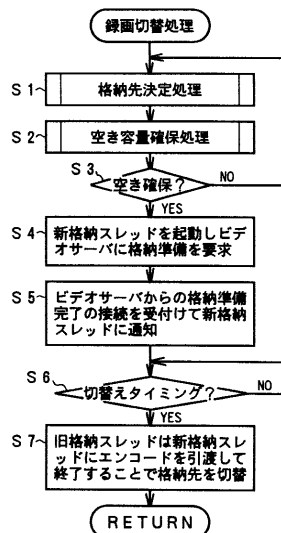 録画切替処理
S1
格納先決定処理
S2
空き容量確保処理
S3
空き確保?
NO
YES
S4
新格納スレッドを起動しビデ
オサーバに格納準備を要求
S5
ビデオサーバからの格納準備
完了の接続を受付けて新格納
スレッドに通知
S6
切替えタイミング?
NO
YES
S7
旧格納スレッドは新格納スレッ
ドにエンコードを引渡して
終了することで格納先を切替
RETURN